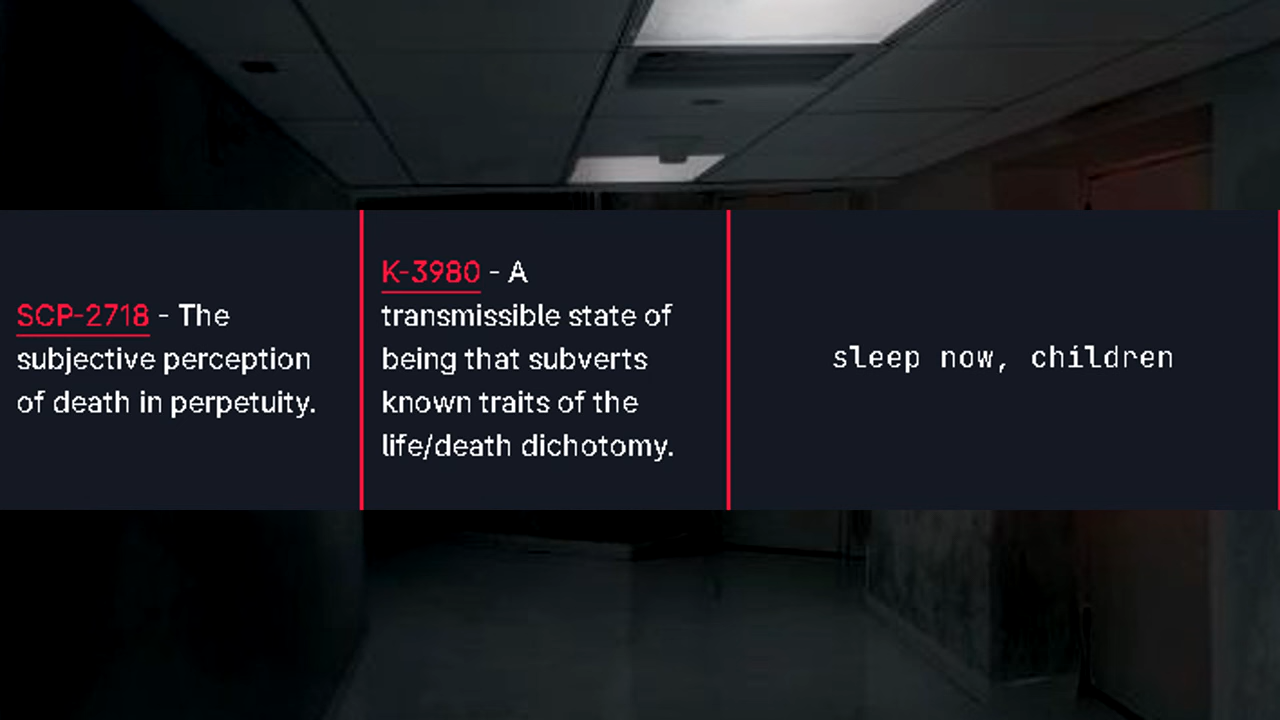 SCP-2718 - The
subjective perception
of death in perpetuity.
K-3980 - A
transmissible state of
being that subverts
known traits of the
life/death dichotomy.
sleep now, children